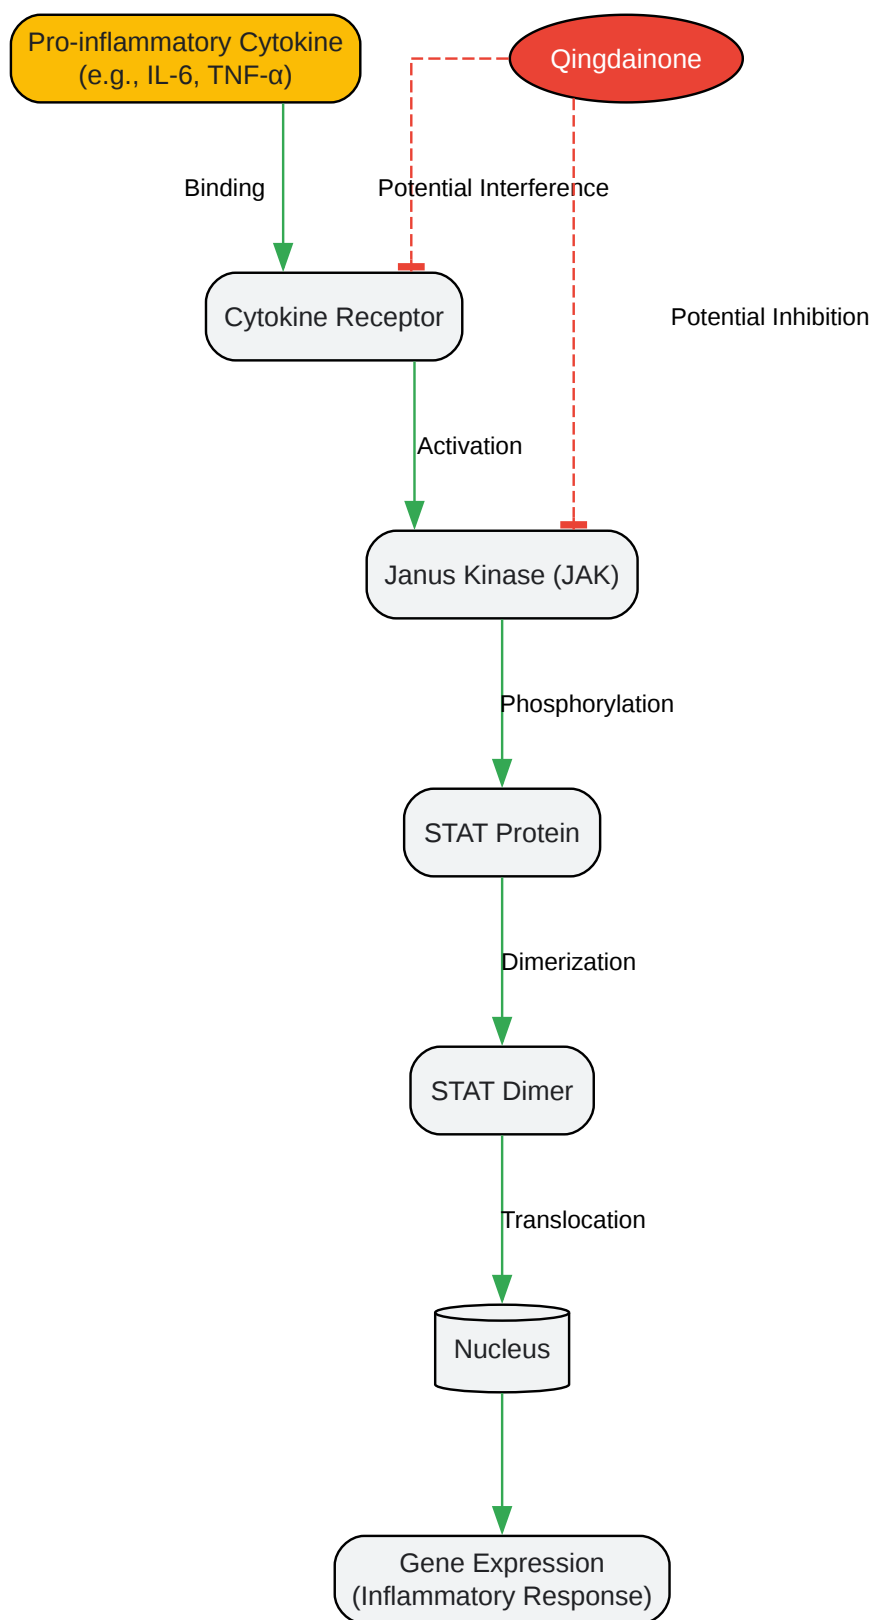 Pro-inflammatory Cytokine
(e.g., IL-6, TNF-α)
Qingdainone
Binding
Potential Interference
Cytokine Receptor
Potential Inhibition
Activation
Janus Kinase (JAK)
Phosphorylation
STAT Protein
Dimerization
STAT Dimer
Translocation
Nucleus
Gene Expression
(Inflammatory Response)